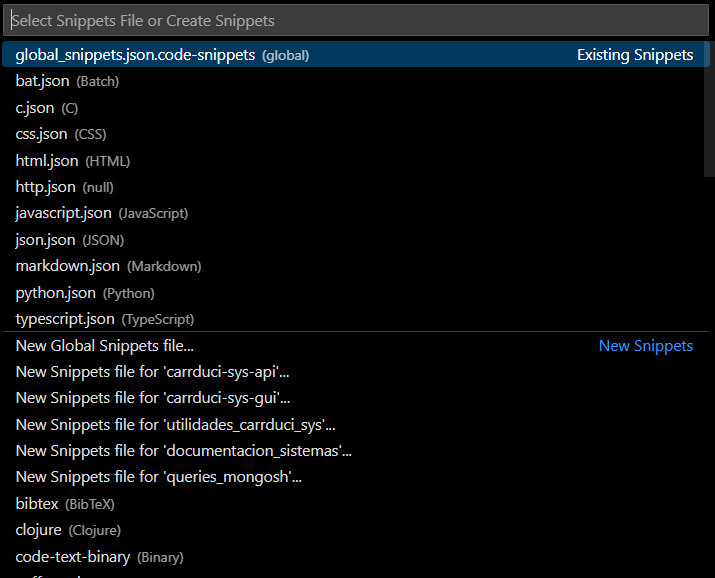 Select Snippets File or Create Snippets
global_snippets.json.code-snippets (global) Existing Snippets
bat.json (Batch)
c.json (C)
css.json (CSS)
html.json (HTML)
http.json (null)
javascript.json (JavaScript)
json.json (JSON)
markdown.json (Markdown)
python.json (Python)
typescript.json (TypeScript)
New Global Snippets file... New Snippets
New Snippets file for 'carrduci-sys-api'...
New Snippets file for 'carrduci-sys-gui'...
New Snippets file for 'utilidades_carrduci_sys'...
New Snippets file for 'documentacion_sistemas'...
New Snippets file for 'queries_mongosh'...
bibtex (BibTeX)
clojure (Clojure)
code-text-binary (Binary)